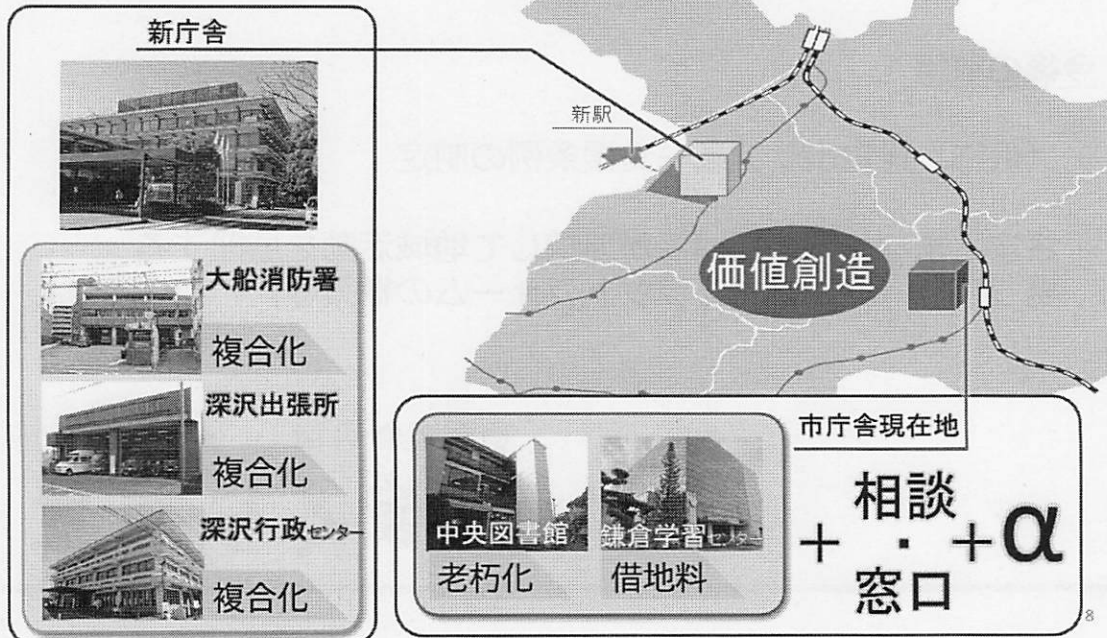 新庁舎
大船消防署
複合化
深沢出張所
複合化
深沢行政センター
複合化
新駅
価値創造
市庁舎現在地
中央図書館
老朽化
鎌倉学習センター
借地料
+
相談
・
窓口
+α
8